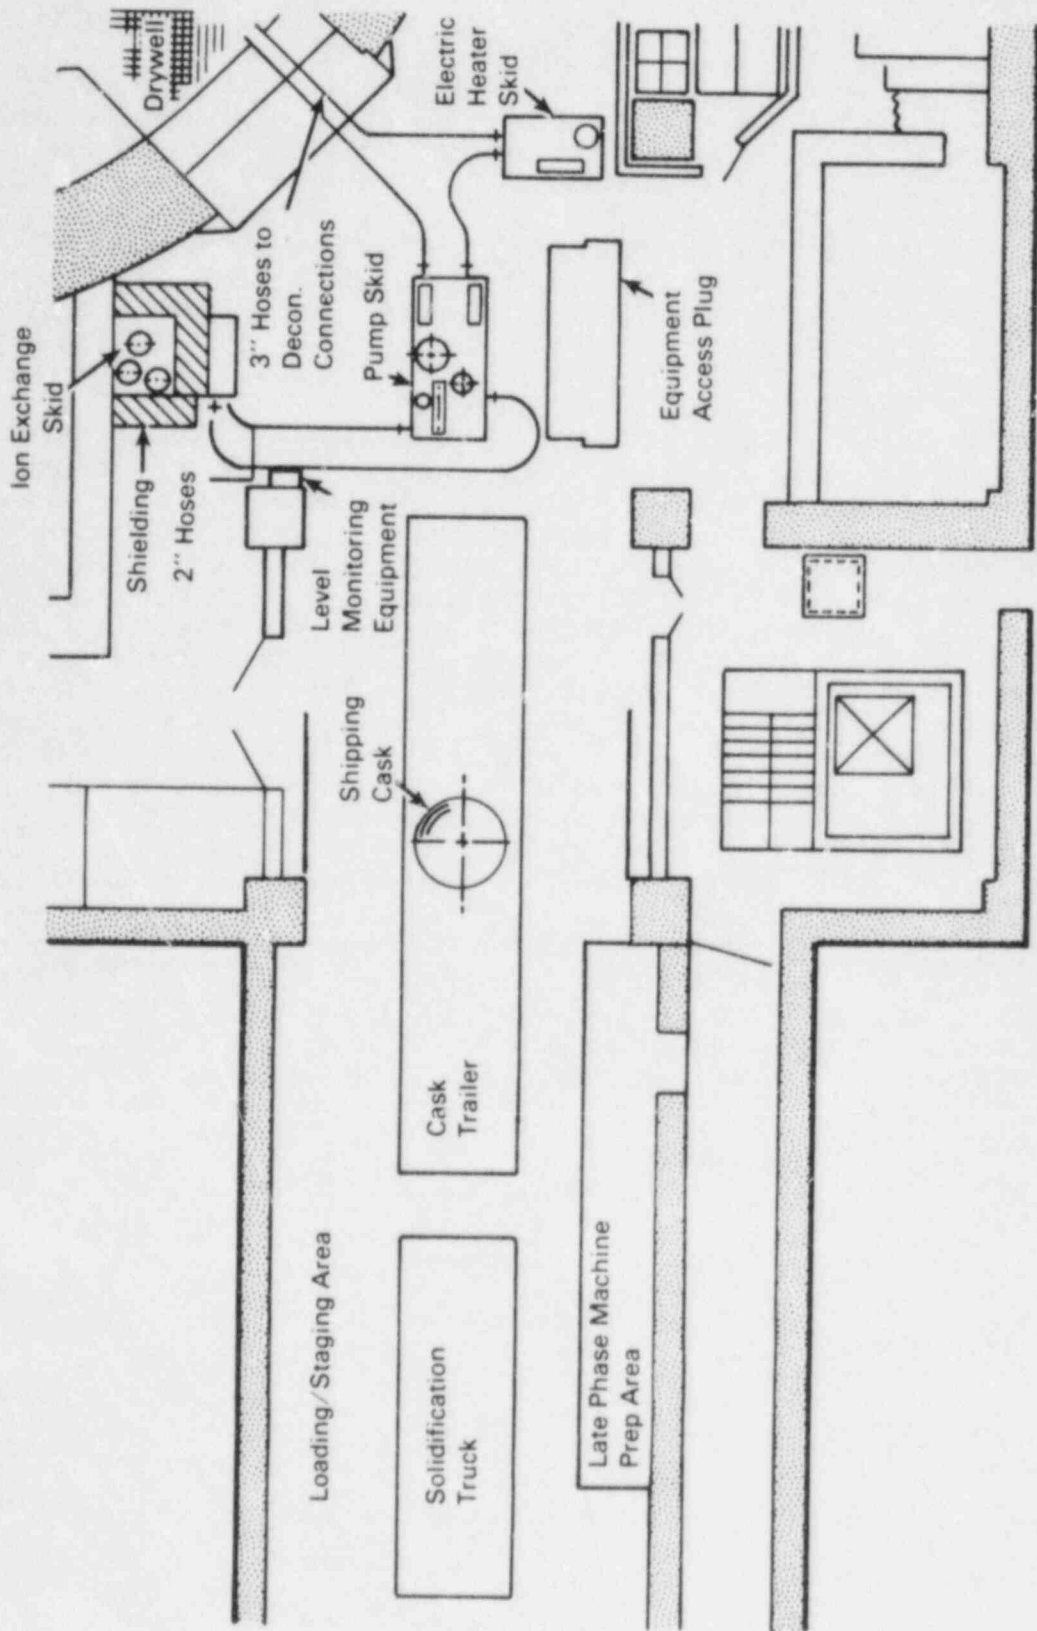 Ion Exchange
Skid
Drywell
Shielding
2'' Hoses
3'' Hoses to
Decon.
Connections
Electric
Heater
Skid
Pump Skid
Level
Monitoring
Equipment
Equipment
Access Plug
Shipping
Cask
Cask
Trailer
Loading/Staging Area
Solidification
Truck
Late Phase Machine
Prep Area